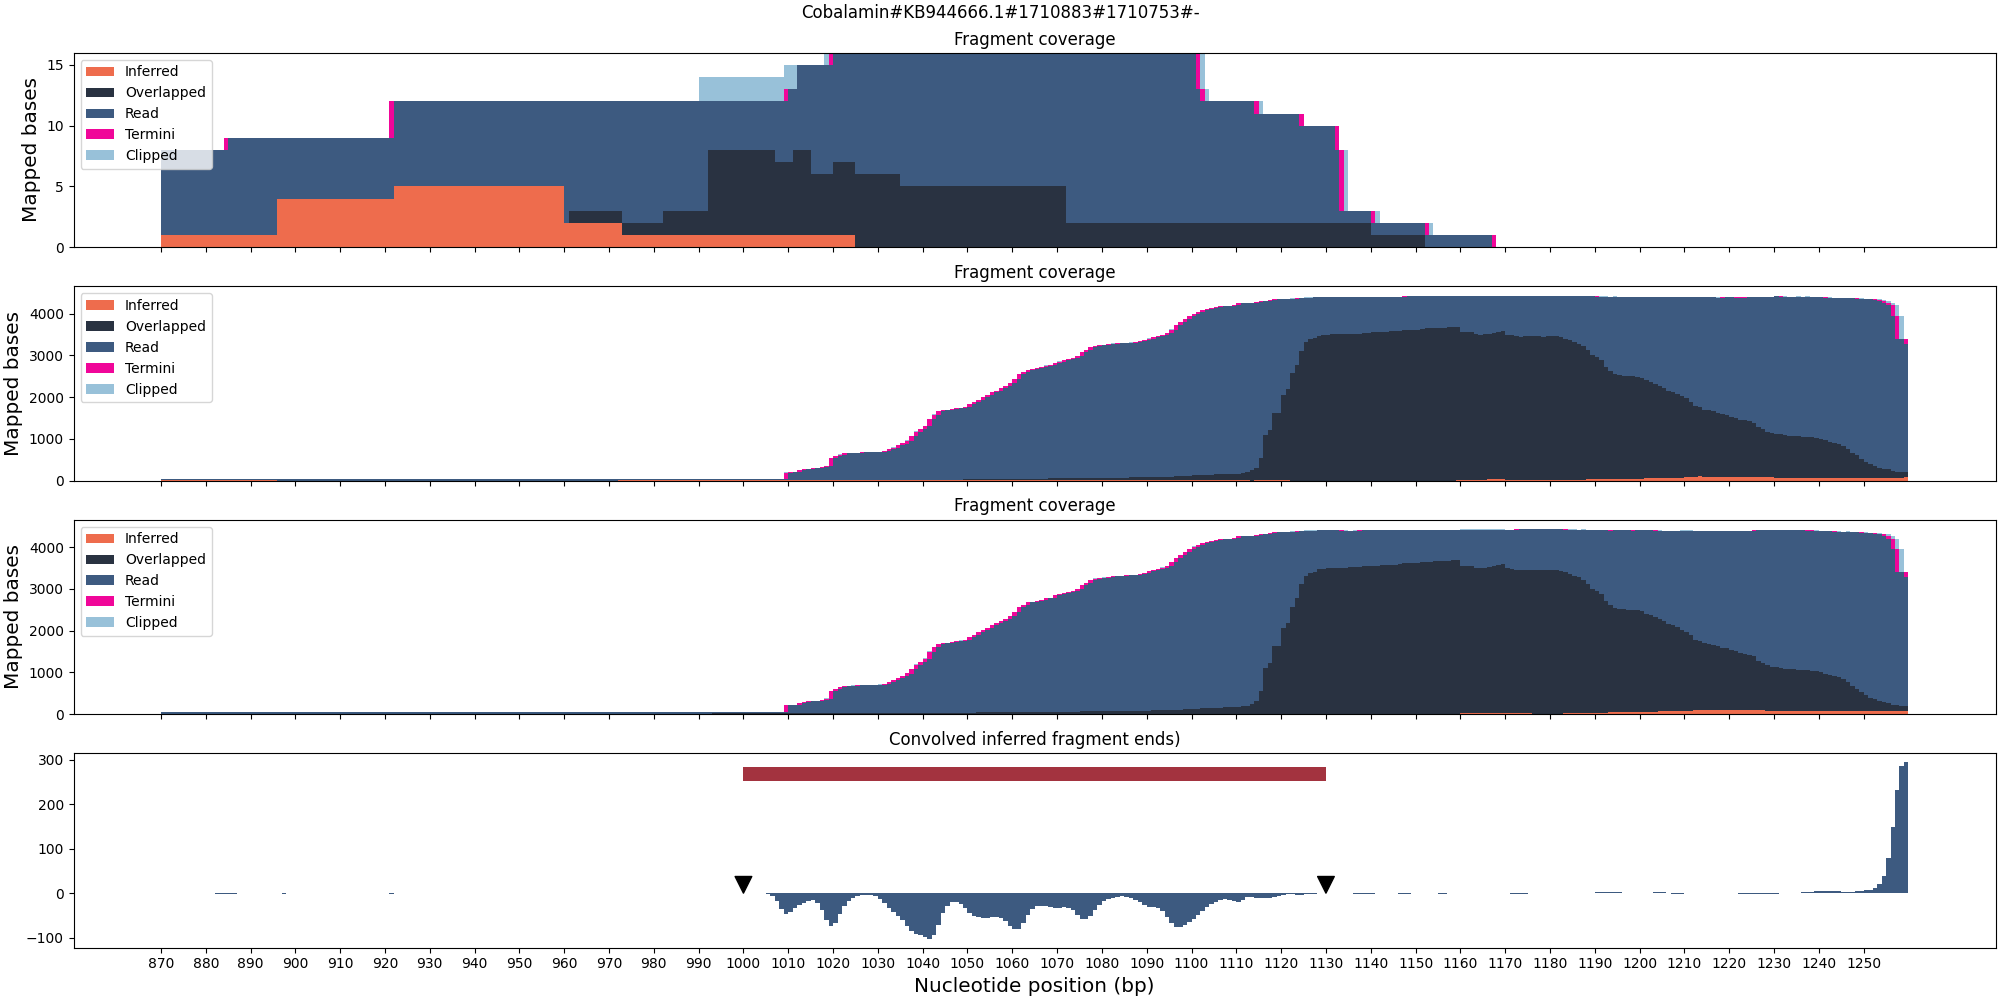 Cobalamin#KB944666.1#1710883#1710753#-
Fragment coverage
Mapped bases
15
10
5
0
Inferred
Overlapped
Read
Termini
Clipped
Fragment coverage
Mapped bases
4000
3000
2000
1000
0
Inferred
Overlapped
Read
Termini
Clipped
Fragment coverage
Mapped bases
4000
3000
2000
1000
0
Inferred
Overlapped
Read
Termini
Clipped
Convolved inferred fragment ends)
300
200
100
0
−100
870 880 890 900 910 920 930 940 950 960 970 980 990 1000 1010 1020 1030 1040 1050 1060 1070 1080 1090 1100 1110 1120 1130 1140 1150 1160 1170 1180 1190 1200 1210 1220 1230 1240 1250
Nucleotide position (bp)